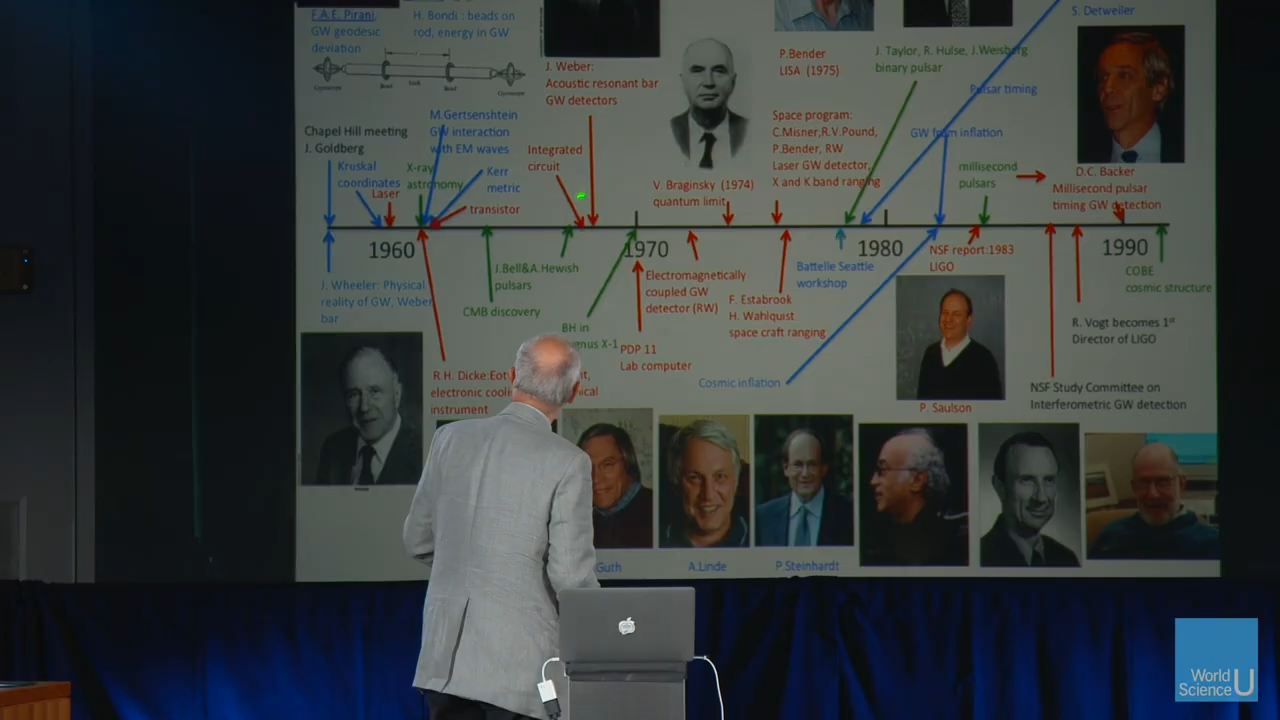 F.A.E. Pirani,
GW geodesic
deviation
H. Bondi : beads on
rod, energy in GW
J. Weber:
Acoustic resonant bar
GW detectors
P.Bender
LISA (1975)
J. Taylor, R. Hulse, J.Weisberg
binary pulsar
S. Detweiler
Pulsar timing
Chapel Hill meeting
J. Goldberg
M.Gertsenshtein
GW interaction
with EM waves
Kruskal
coordinates
Laser
X-ray
astronomy
Kerr
metric
transistor
Integrated
circuit
V. Braginsky (1974)
quantum limit
Space program:
C.Misner,R.V.Pound,
P.Bender, RW
Laser GW detector,
X and K band ranging
GW from inflation
millisecond
pulsars
D.C. Backer
Millisecond pulsar
timing GW detection
1960
1970
1980
1990
J. Wheeler: Physical
reality of GW, Weber
bar
J.Bell&A.Hewish
pulsars
CMB discovery
BH in
PDP 11
Lab computer
Electromagnetically
coupled GW
detector (RW)
F. Estabrook
H. Wahlquist
space craft ranging
Battelle Seattle
workshop
Cosmic inflation
NSF report:1983
LIGO
COBE
cosmic structure
R. Vogt becomes 1st
Director of LIGO
NSF Study Committee on
Interferometric GW detection
R.H. Dicke:
electronic
instrument
P. Saulson
Guth
A.Linde
P.Steinhardt
World
Science U